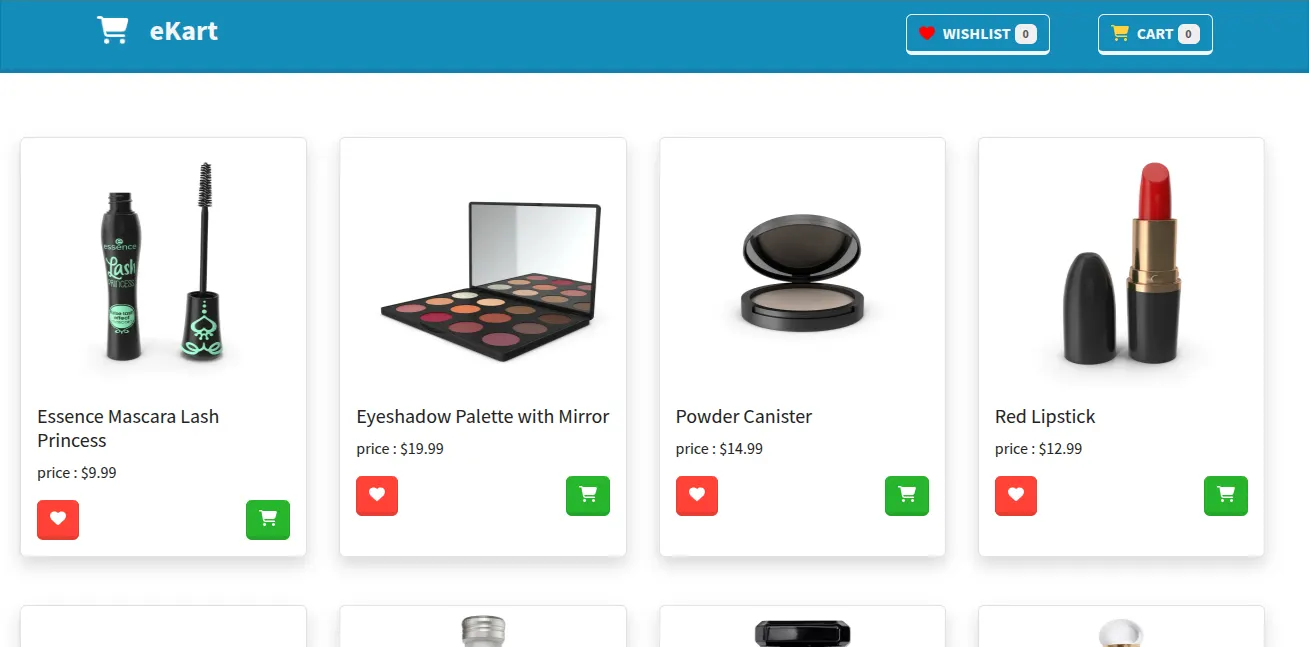 eKart
WISHLIST 0
CART 0
essence
Lash
PRINCESS
Essence Mascara Lash
Princess
price : $9.99
Eyeshadow Palette with Mirror
price : $19.99
Powder Canister
price : $14.99
Red Lipstick
price : $12.99